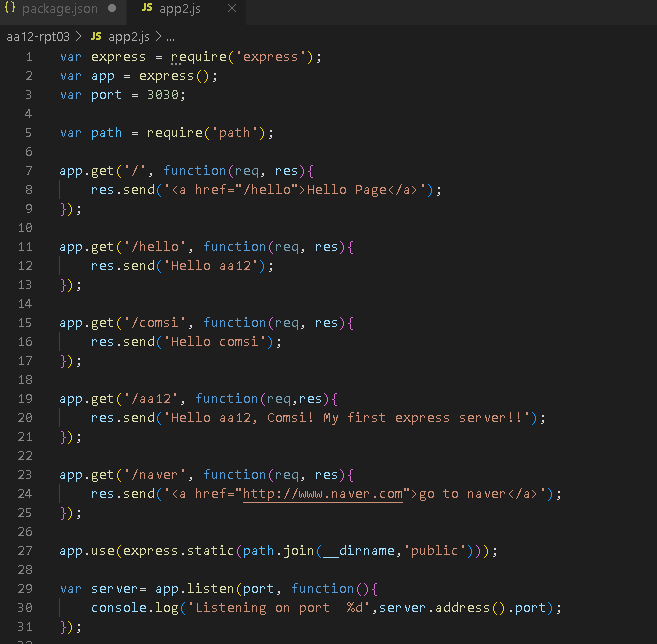 {} package.json ●
JS app2.js ×
aa12-rpt03 > JS app2.js > ...
1 var express = require('express');
2 var app = express();
3 var port = 3030;
4
5 var path = require('path');
6
7 app.get('/', function(req, res){
8     res.send('<a href="/hello">Hello Page</a>');
9 });
10
11 app.get('/hello', function(req, res){
12     res.send('Hello aa12');
13 });
14
15 app.get('/comsi', function(req, res){
16     res.send('Hello comsi');
17 });
18
19 app.get('/aa12', function(req,res){
20     res.send('Hello aa12, Comsi! My first express server!!');
21 });
22
23 app.get('/naver', function(req, res){
24     res.send('<a href="http://www.naver.com">go to naver</a>');
25 });
26
27 app.use(express.static(path.join(__dirname,'public')));
28
29 var server= app.listen(port, function(){
30     console.log('Listening on port  %d',server.address().port);
31 });